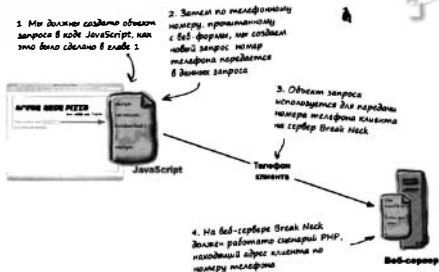 1. Мы должны создать объект
запроса в коде JavaScript, как
это было сделано в главе 1
2. Затем по телефонному
номеру, прочитанному
с веб-формы, мы создаем
новый запрос номер
телефона передается
в данных запроса
BREAK NECK PIZZA
JavaScript
3. Объект запроса
используется для передачи
номера телефона клиента
на сервер Break Neck
Телефон
клиента
4. На веб-сервере Break Neck
должен работать сценарий PHP,
находящий адрес клиента по
номеру телефона
Веб-сервер